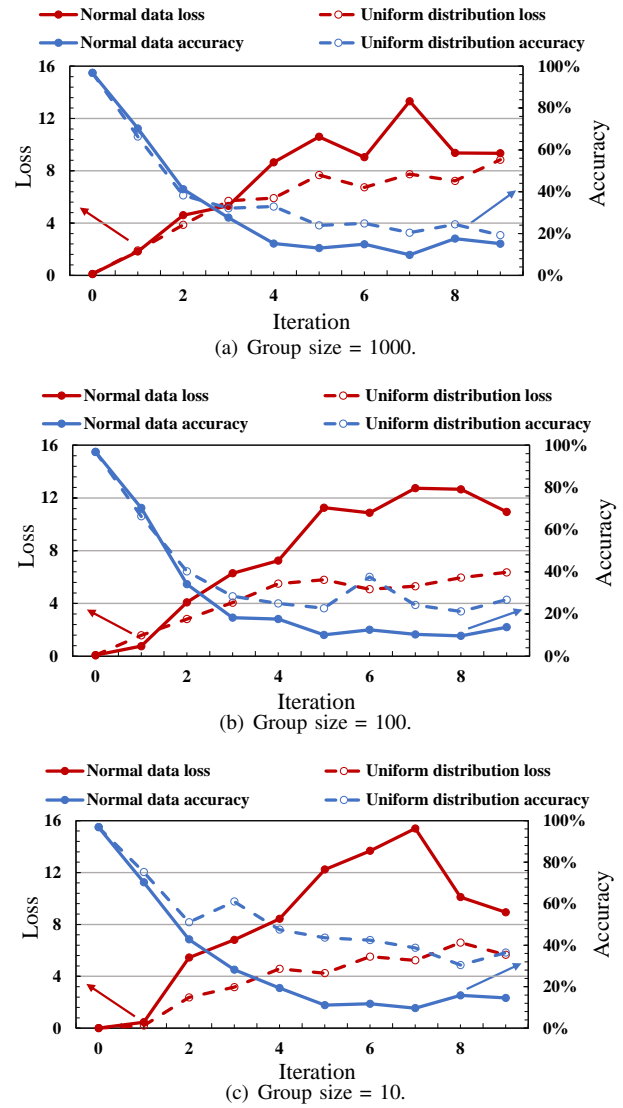 Normal data loss Uniform distribution loss
Normal data accuracy Uniform distribution accuracy
16 100%
12 80%
8 60%
4 40%
0 20%
0%
Loss
Accuracy
0 2 4 6 8
Iteration
(a) Group size = 1000.
Normal data loss Uniform distribution loss
Normal data accuracy Uniform distribution accuracy
16 100%
12 80%
8 60%
4 40%
0 20%
0%
Loss
Accuracy
0 2 4 6 8
Iteration
(b) Group size = 100.
Normal data loss Uniform distribution loss
Normal data accuracy Uniform distribution accuracy
16 100%
12 80%
8 60%
4 40%
0 20%
0%
Loss
Accuracy
0 2 4 6 8
Iteration
(c) Group size = 10.